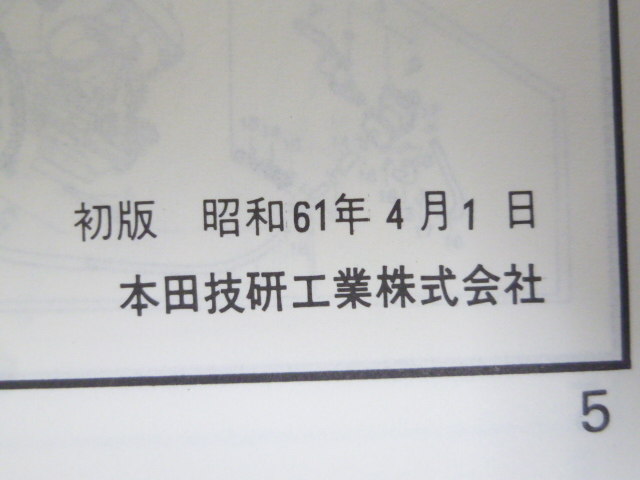 初版　昭和61年 4 月 1 日
本田技研工業株式会社
5